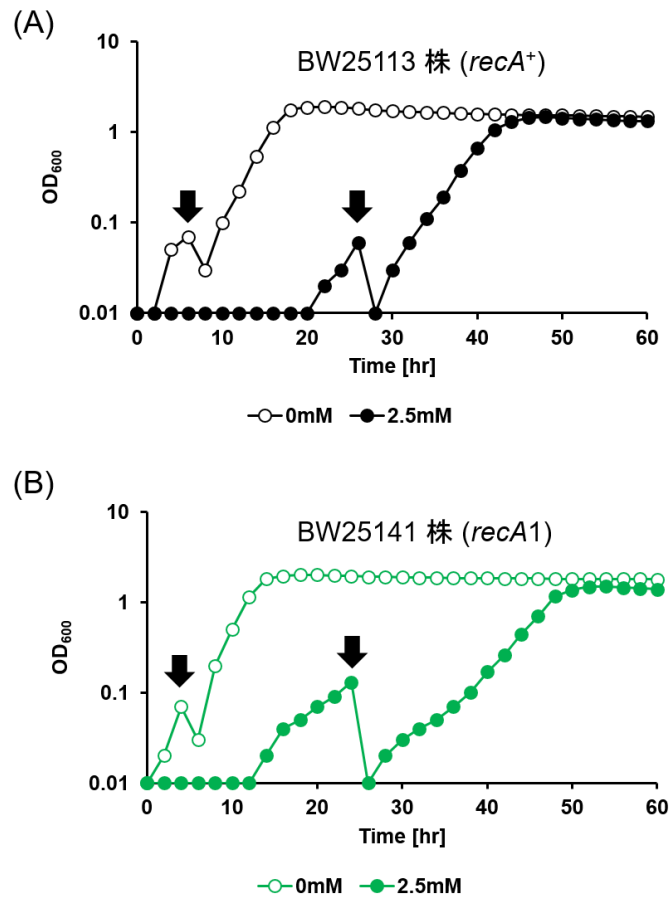 (A)
BW25113 株 (recA⁺)
10
1
0.1
0.01
OD₆₀₀
0 10 20 30 40 50 60
Time [hr]
0mM 2.5mM
(B)
BW25141 株 (recA1)
10
1
0.1
0.01
OD₆₀₀
0 10 20 30 40 50 60
Time [hr]
0mM 2.5mM